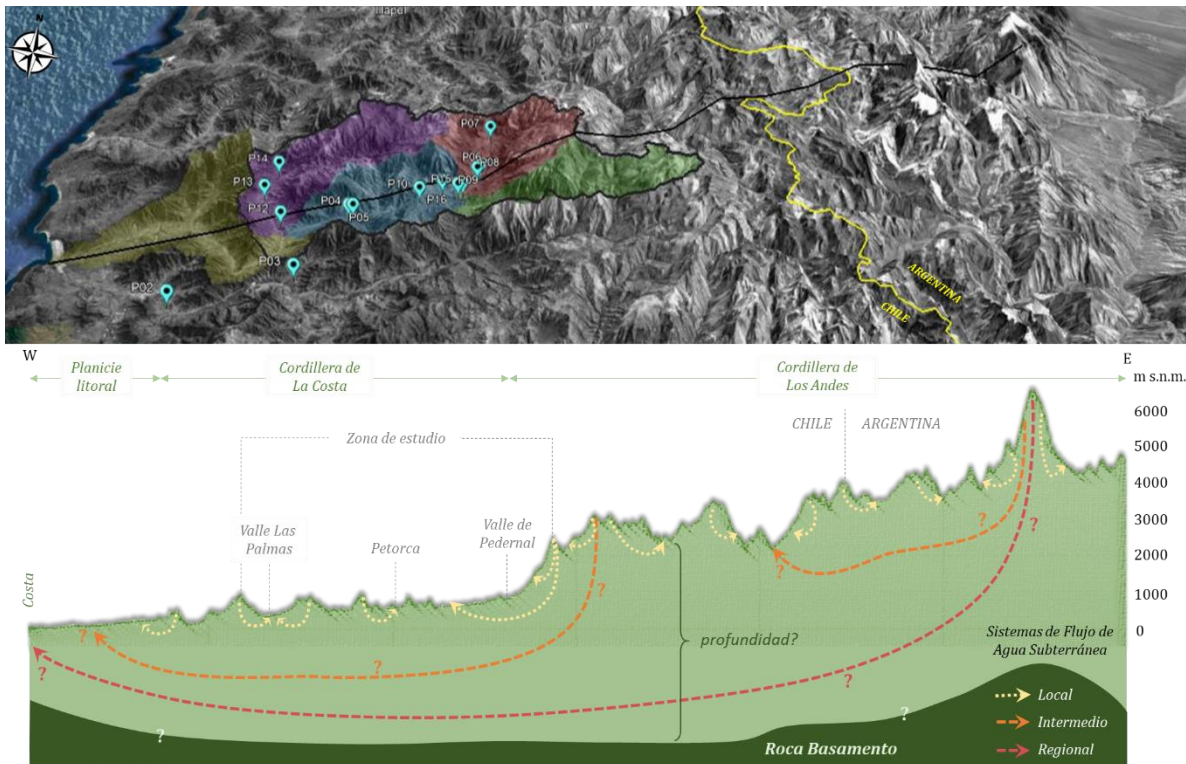 Illapel
P07
P14
P06
P08
P13
P10
P15
P09
P04
P16
P12
P05
P03
P02
ARGENTINA
CHILE
W
E
Planicie
litoral
Cordillera de
La Costa
Cordillera de
Los Andes
m s.n.m.
6000
5000
4000
3000
2000
1000
0
CHILE
ARGENTINA
Zona de estudio
Valle Las
Palmas
Petorca
Valle de
Pedernal
Costa
?
?
?
?
?
?
?
?
?
?
?
profundidad?
Sistemas de Flujo de
Agua Subterránea
Local
Intermedio
Regional
Roca Basamento